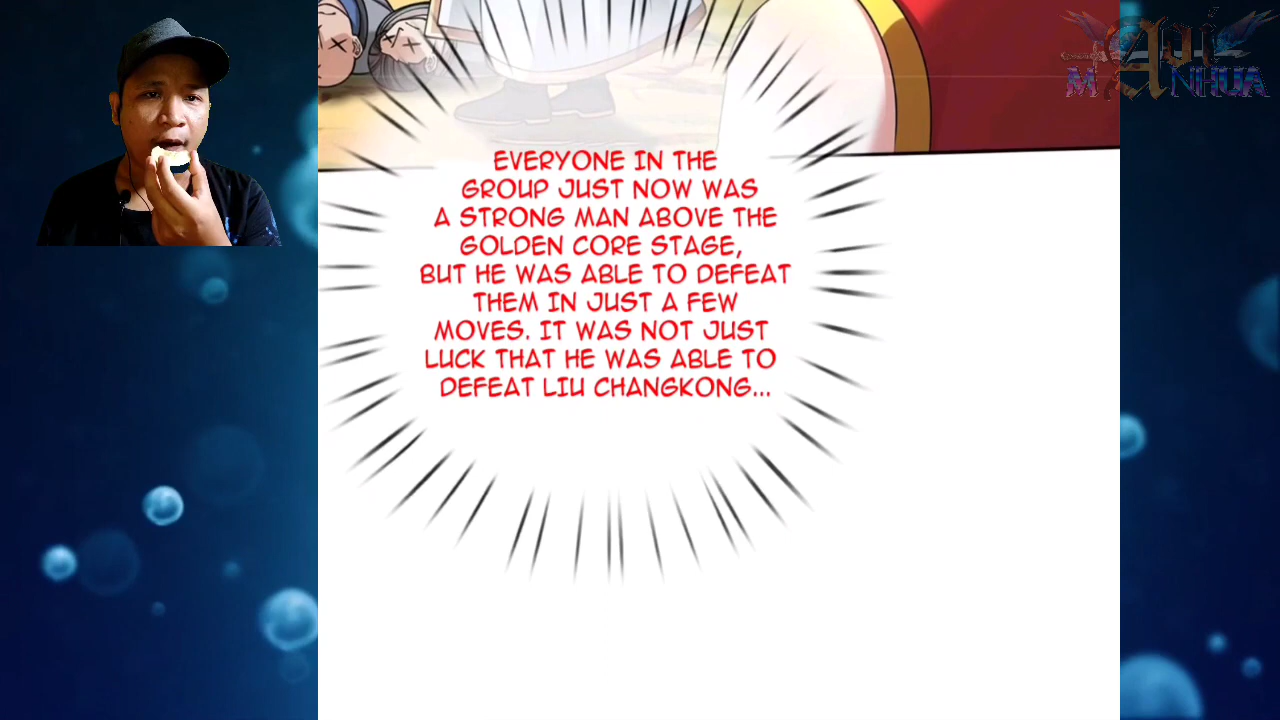 Api
MANHUA
EVERYONE IN THE
GROUP JUST NOW WAS
A STRONG MAN ABOVE THE
GOLDEN CORE STAGE,
BUT HE WAS ABLE TO DEFEAT
THEM IN JUST A FEW
MOVES. IT WAS NOT JUST
LUCK THAT HE WAS ABLE TO
DEFEAT LIU CHANGKONG...